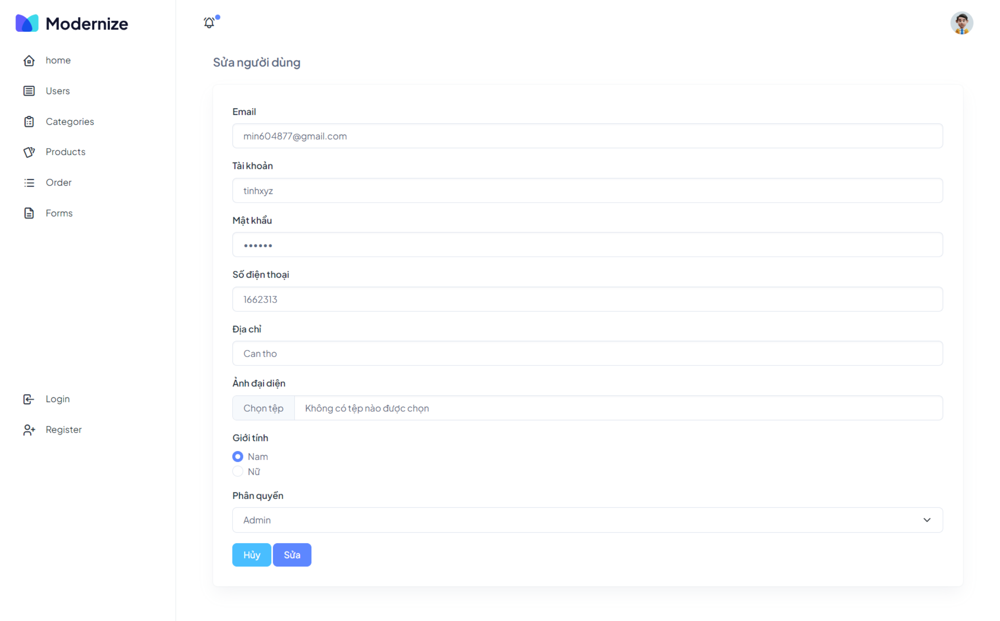 Modernize
home
Users
Categories
Products
Order
Forms
Login
Register
Sửa người dùng
Email
min604877@gmail.com
Tài khoản
tinhxyz
Mật khẩu
••••••
Số điện thoại
1662313
Địa chỉ
Can tho
Ảnh đại diện
Chọn tệp Không có tệp nào được chọn
Giới tính
Nam
Nữ
Phân quyền
Admin
Hủy Sửa